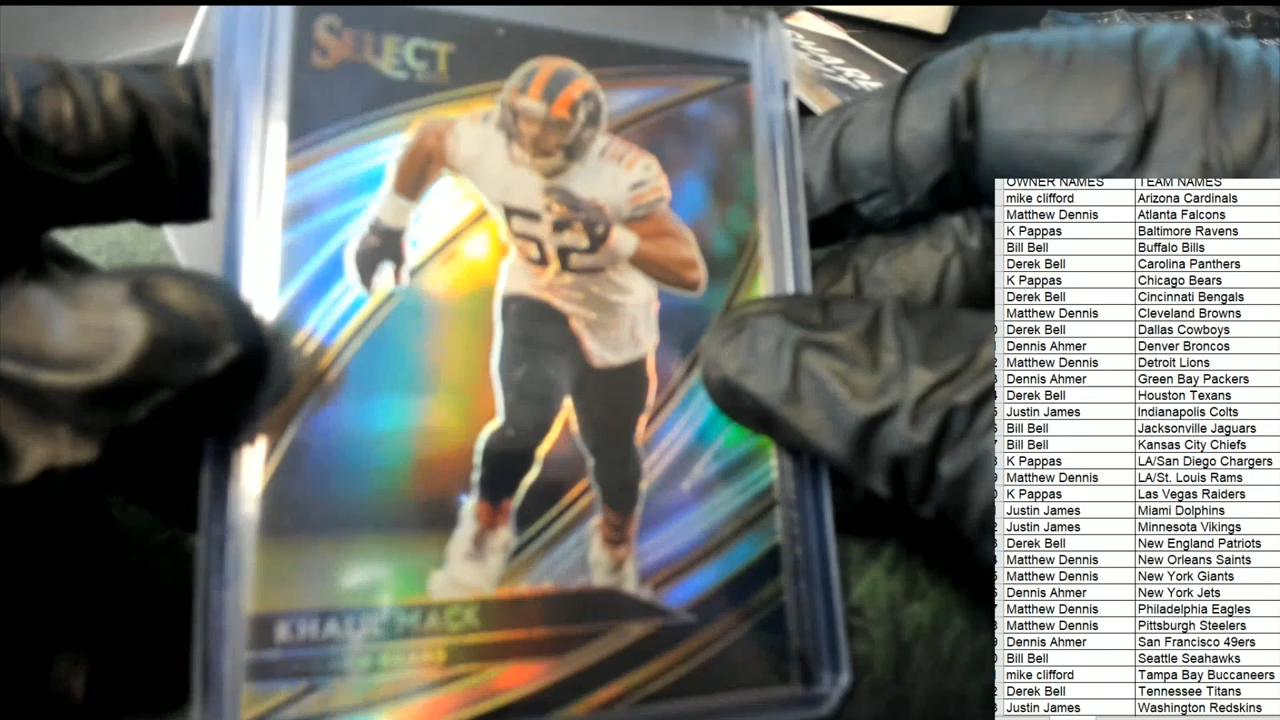 SELECT
52
KHALIL MACK
BEARS
OWNER NAMES TEAM NAMES
mike clifford Arizona Cardinals
Matthew Dennis Atlanta Falcons
K Pappas Baltimore Ravens
Bill Bell Buffalo Bills
Derek Bell Carolina Panthers
K Pappas Chicago Bears
Derek Bell Cincinnati Bengals
Matthew Dennis Cleveland Browns
Derek Bell Dallas Cowboys
Dennis Ahmer Denver Broncos
Matthew Dennis Detroit Lions
Dennis Ahmer Green Bay Packers
Derek Bell Houston Texans
Justin James Indianapolis Colts
Bill Bell Jacksonville Jaguars
Bill Bell Kansas City Chiefs
K Pappas LA/San Diego Chargers
Matthew Dennis LA/St. Louis Rams
K Pappas Las Vegas Raiders
Justin James Miami Dolphins
Justin James Minnesota Vikings
Derek Bell New England Patriots
Matthew Dennis New Orleans Saints
Matthew Dennis New York Giants
Dennis Ahmer New York Jets
Matthew Dennis Philadelphia Eagles
Matthew Dennis Pittsburgh Steelers
Dennis Ahmer San Francisco 49ers
Bill Bell Seattle Seahawks
mike clifford Tampa Bay Buccaneers
Derek Bell Tennessee Titans
Justin James Washington Redskins